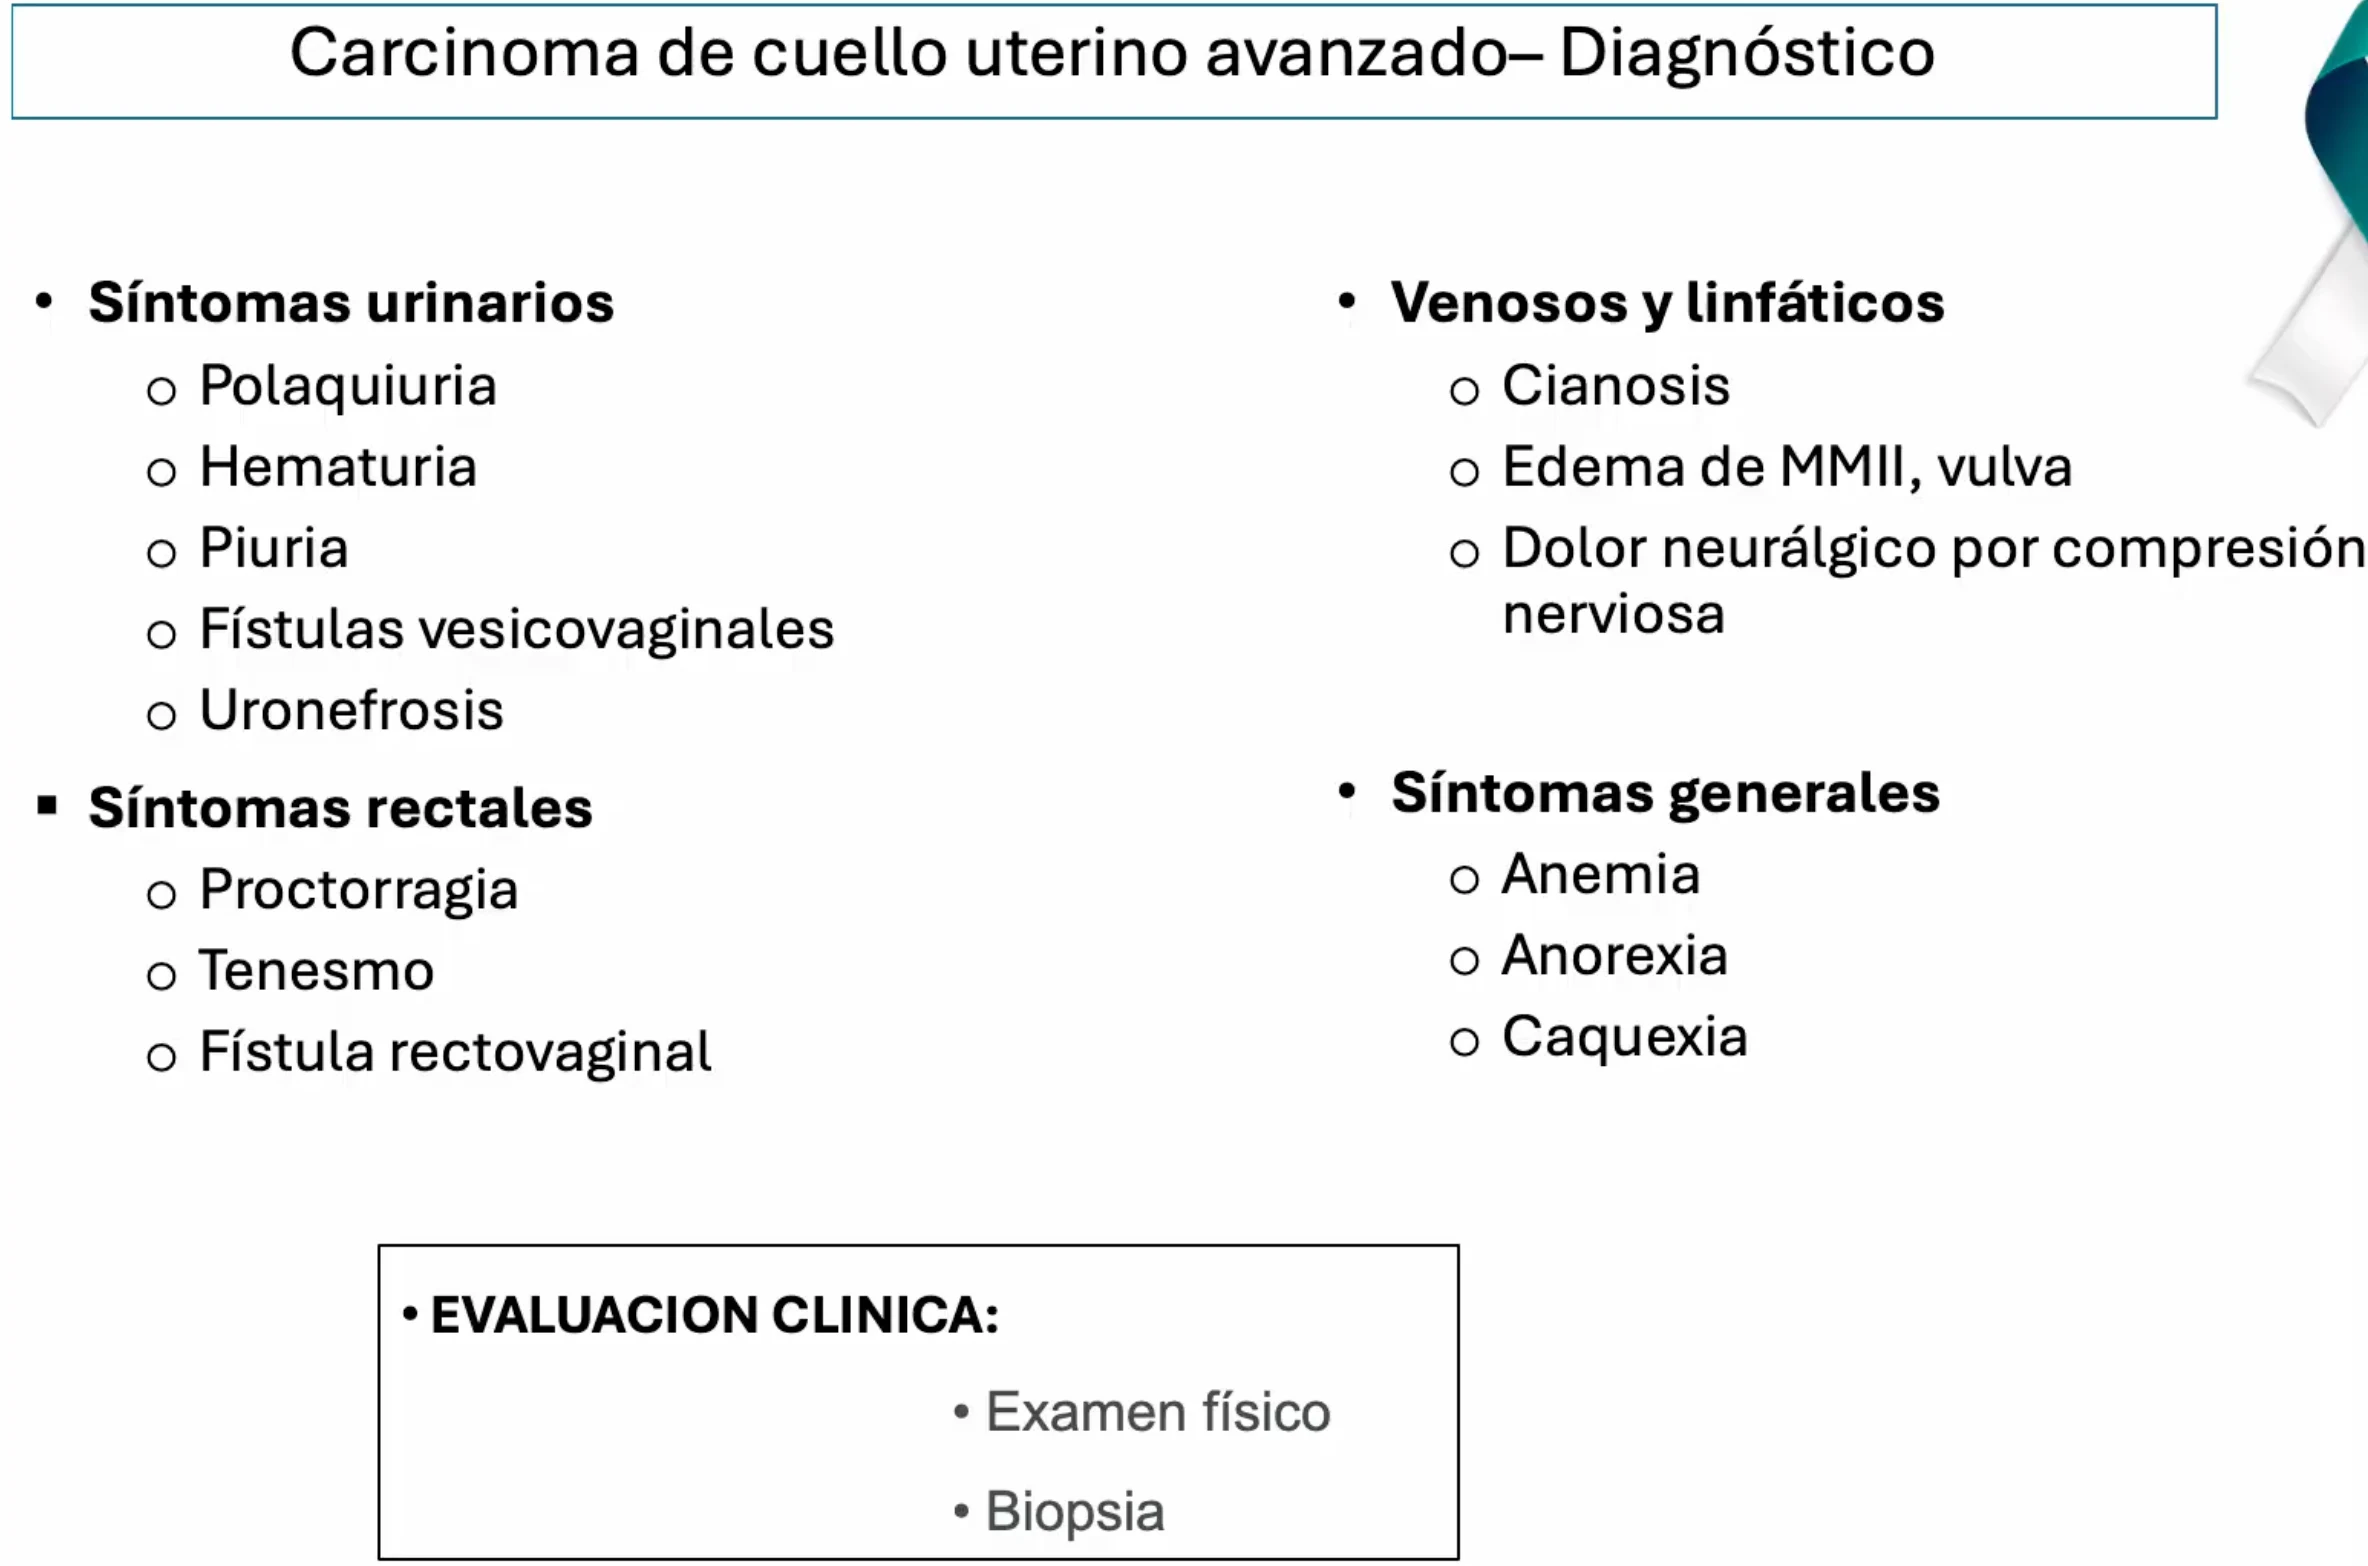 Carcinoma de cuello uterino avanzado– Diagnóstico
• Síntomas urinarios
o Polaquiuria
o Hematuria
o Piuria
o Fístulas vesicovaginales
o Uronefrosis
▪ Síntomas rectales
o Proctorragia
o Tenesmo
o Fístula rectovaginal
• Venosos y linfáticos
o Cianosis
o Edema de MMII, vulva
o Dolor neurálgico por compresión
nerviosa
• Síntomas generales
o Anemia
o Anorexia
o Caquexia
• EVALUACION CLINICA:
• Examen físico
• Biopsia